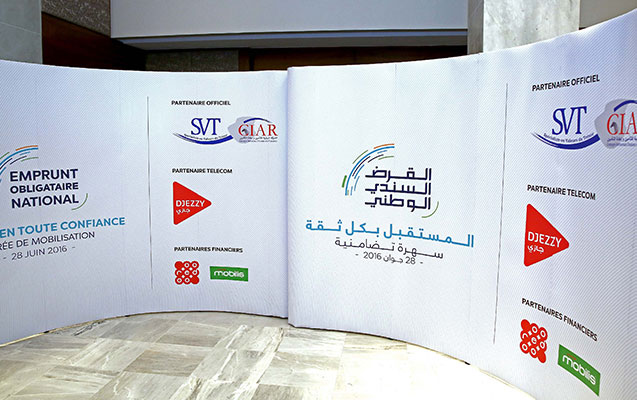 EMPRUNT
OBLIGATAIRE
NATIONAL
EN TOUTE CONFIANCE
RÉE DE MOBILISATION
- 28 JUIN 2016 -
PARTENAIRE OFFICIEL
SVT
CIAR
PARTENAIRE TELECOM
DJEZZY
جازي
PARTENAIRES FINANCIERS
mobilis
القرض
السندي
الوطني
المستقبل بكل ثقة
سهرة تضامنية
- 28 جوان 2016 -
PARTENAIRE OFFICIEL
SVT
CIA
PARTENAIRE TELECOM
DJEZZY
جازي
PARTENAIRES FINANCIERS
mobilis